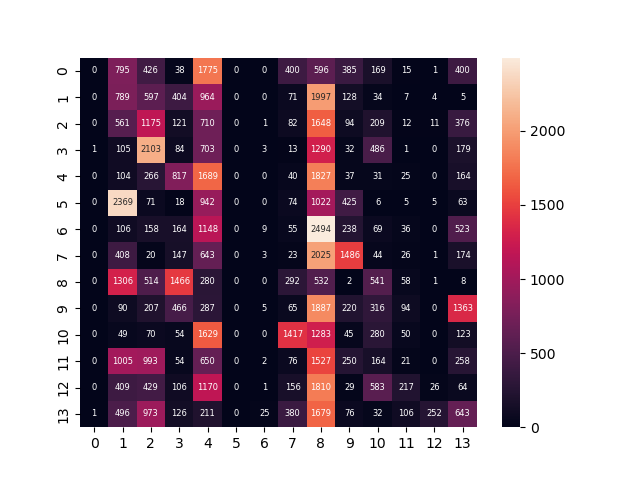 0 0 795 426 38 1775 0 0 400 596 385 169 15 1 400
1 0 789 597 404 964 0 0 71 1997 128 34 7 4 5
2 0 561 1175 121 710 0 1 82 1648 94 209 12 11 376
3 1 105 2103 84 703 0 3 13 1290 32 486 1 0 179
4 0 104 266 817 1689 0 0 40 1827 37 31 25 0 164
5 0 2369 71 18 942 0 0 74 1022 425 6 5 5 63
6 0 106 158 164 1148 0 9 55 2494 238 69 36 0 523
7 0 408 20 147 643 0 3 23 2025 1486 44 26 1 174
8 0 1306 514 1466 280 0 0 292 532 2 541 58 1 8
9 0 90 207 466 287 0 5 65 1887 220 316 94 0 1363
10 0 49 70 54 1629 0 0 1417 1283 45 280 50 0 123
11 0 1005 993 54 650 0 2 76 1527 250 164 21 0 258
12 0 409 429 106 1170 0 1 156 1810 29 583 217 26 64
13 1 496 973 126 211 0 25 380 1679 76 32 106 252 643
0 1 2 3 4 5 6 7 8 9 10 11 12 13
2000
1500
1000
500
0